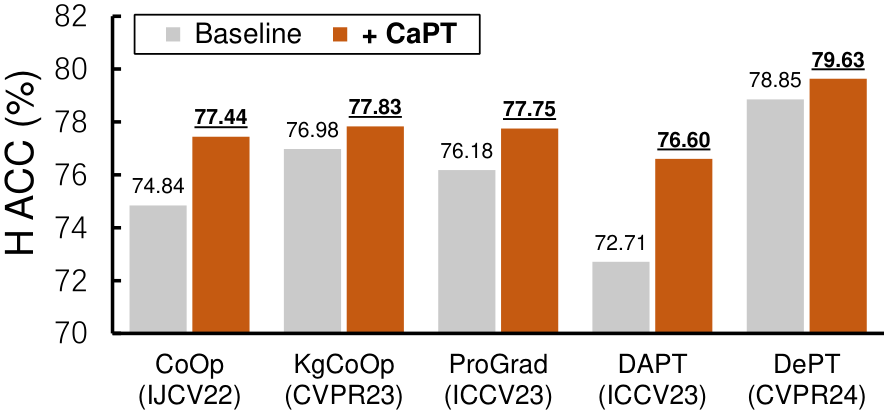 H ACC (%)
82
80
78
76
74
72
70
Baseline
+ CaPT
74.84
77.44
76.98
77.83
76.18
77.75
72.71
76.60
78.85
79.63
CoOp
(IJCV22)
KgCoOp
(CVPR23)
ProGrad
(ICCV23)
DAPT
(ICCV23)
DePT
(CVPR24)